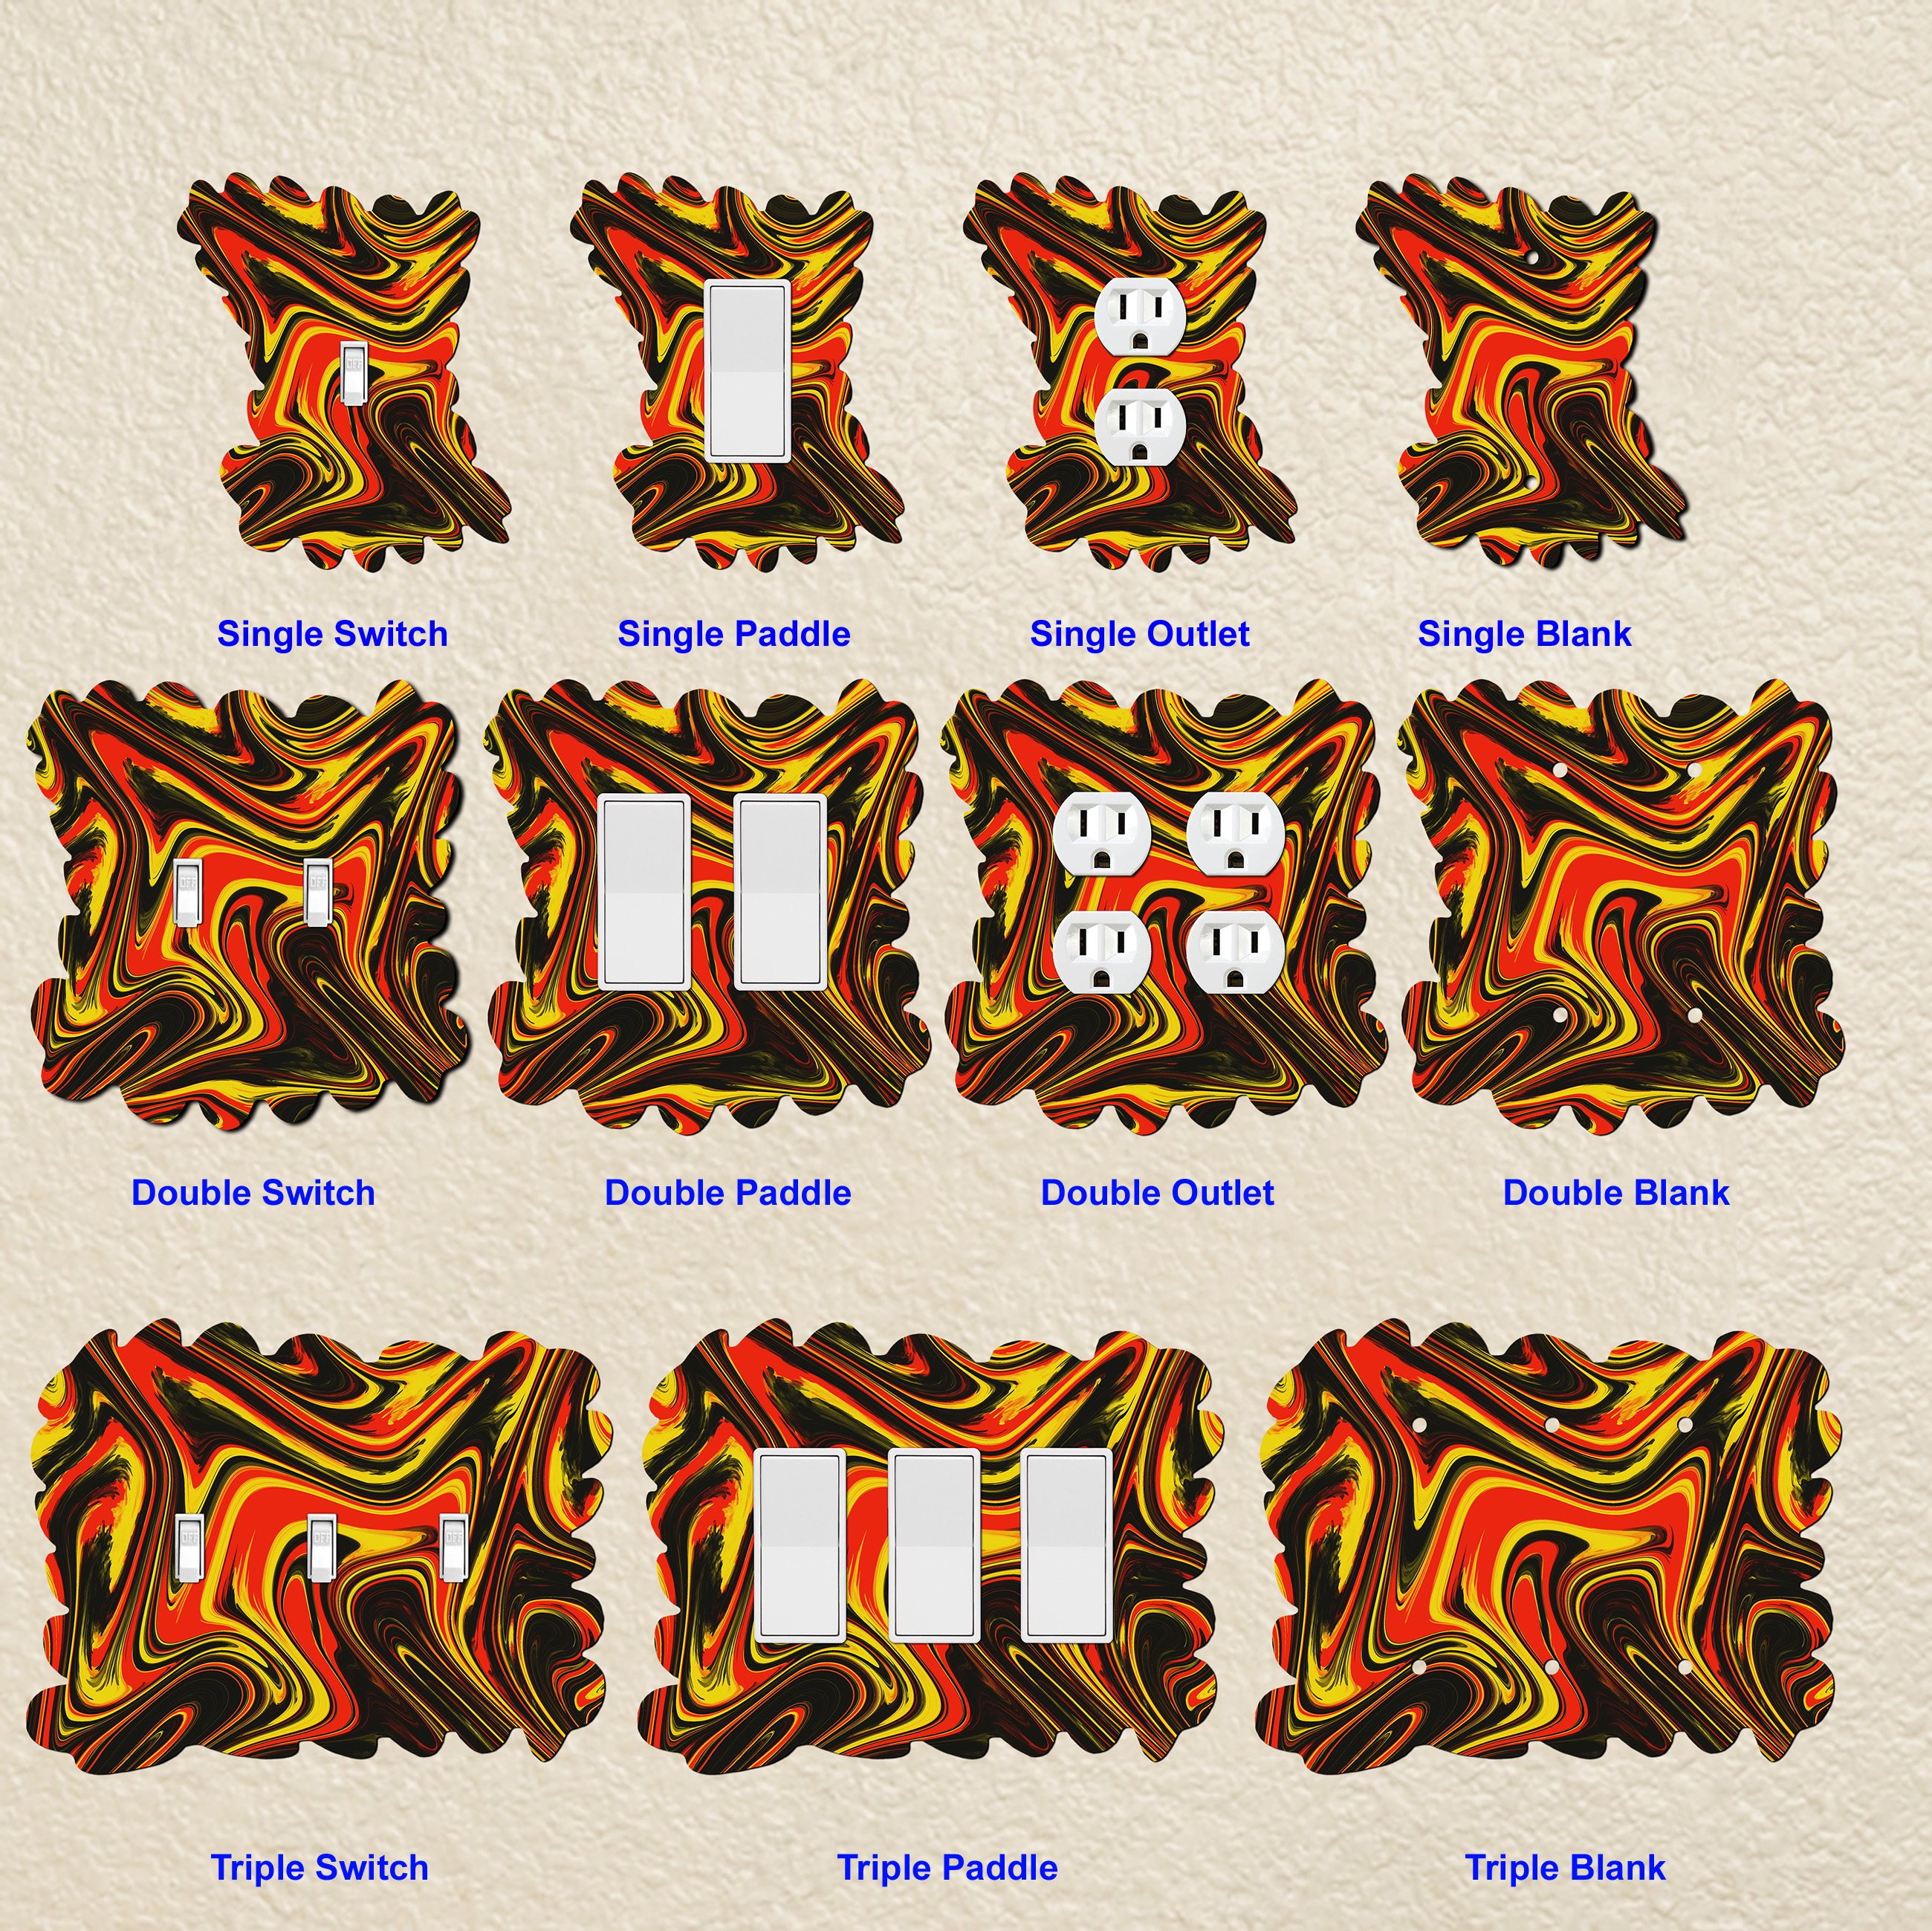 OFF
Single Switch
Single Paddle
Single Outlet
Single Blank
OFF
OFF
Double Switch
Double Paddle
Double Outlet
Double Blank
OFF
OFF
OFF
Triple Switch
Triple Paddle
Triple Blank